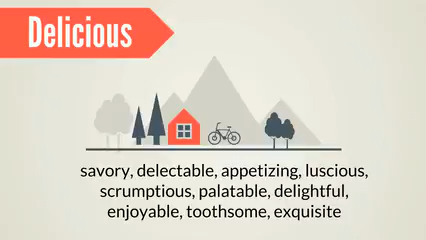 Delicious
savory, delectable, appetizing, luscious,
scrumptious, palatable, delightful,
enjoyable, toothsome, exquisite